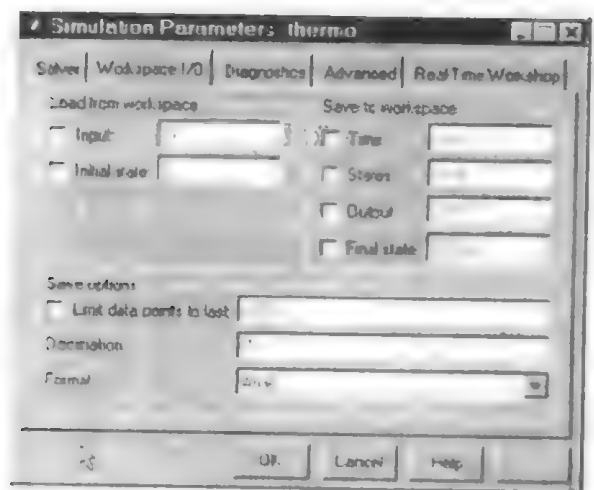 Simulation Parameters: thermo
Solver Workspace I/O Diagnostics Advanced Real-Time Workshop
Load from workspace
Input:
Initial state:
Save to workspace
Time
States
Output
Final state
Save options
Limit data points to last:
Decimation
Format
OK Cancel Help